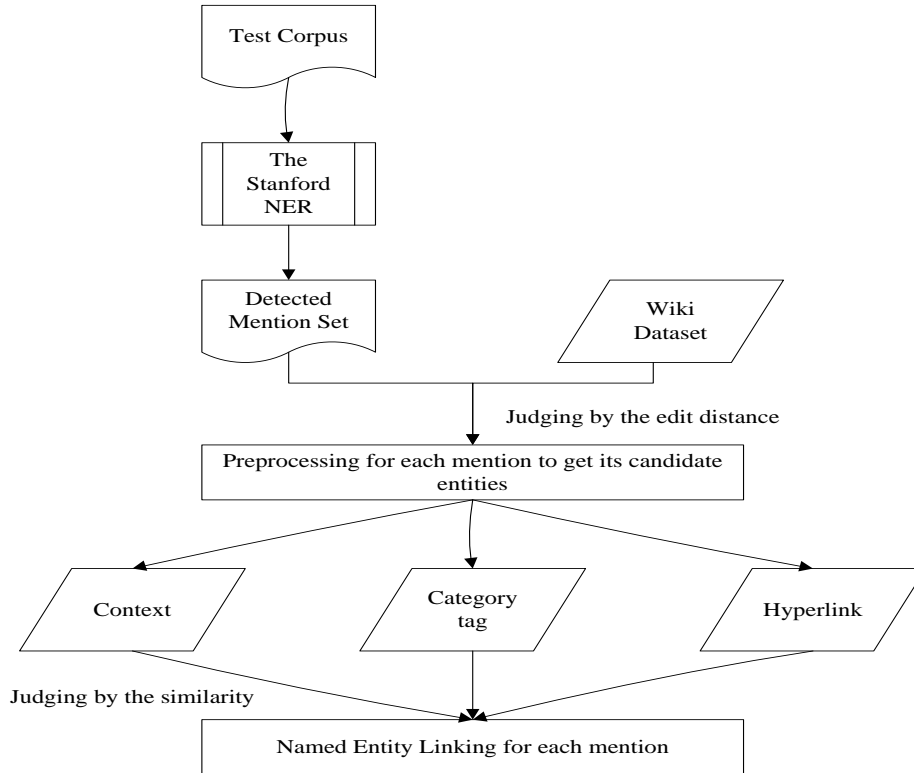 Test Corpus
The
Stanford
NER
Detected
Mention Set
Wiki
Dataset
Judging by the edit distance
Preprocessing for each mention to get its candidate
entities
Context
Category
tag
Hyperlink
Judging by the similarity
Named Entity Linking for each mention